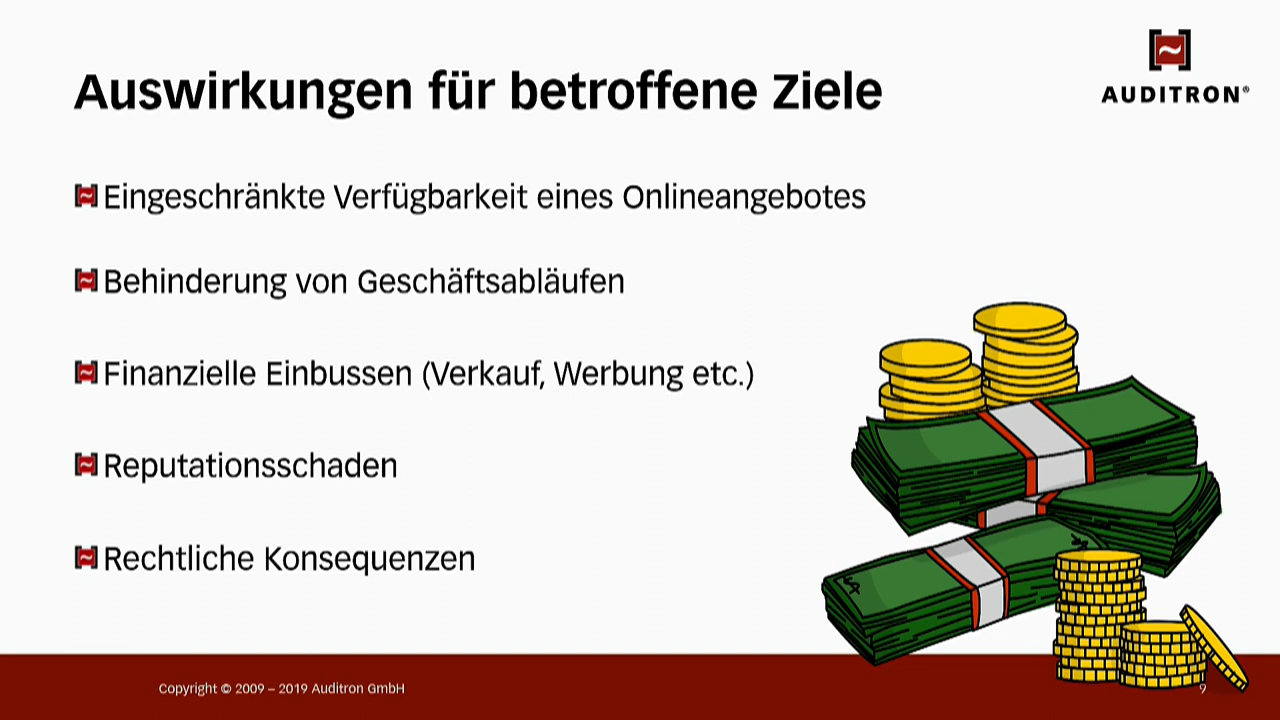 Auswirkungen für betroffene Ziele
AUDITRON®
Eingeschränkte Verfügbarkeit eines Onlineangebotes
Behinderung von Geschäftsabläufen
Finanzielle Einbussen (Verkauf, Werbung etc.)
Reputationsschaden
Rechtliche Konsequenzen
Copyright © 2009 – 2019 Auditron GmbH
9